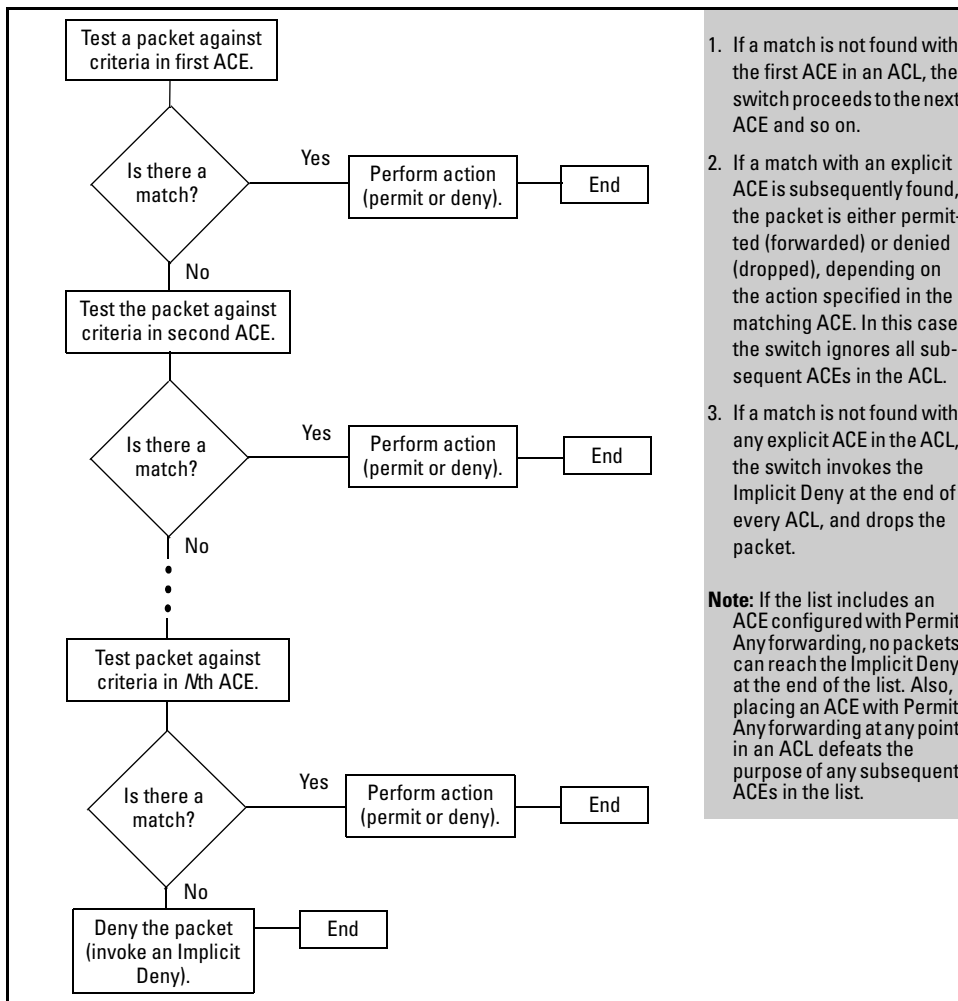 Test a packet against
criteria in first ACE.
Is there a
match?
Yes
Perform action
(permit or deny).
End
No
Test the packet against
criteria in second ACE.
Is there a
match?
Yes
Perform action
(permit or deny).
End
No
Test packet against
criteria in Nth ACE.
Is there a
match?
Yes
Perform action
(permit or deny).
End
No
Deny the packet
(invoke an Implicit
Deny).
End
1. If a match is not found with
the first ACE in an ACL, the
switch proceeds to the next
ACE and so on.
2. If a match with an explicit
ACE is subsequently found,
the packet is either permit-
ted (forwarded) or denied
(dropped), depending on
the action specified in the
matching ACE. In this case
the switch ignores all sub-
sequent ACEs in the ACL.
3. If a match is not found with
any explicit ACE in the ACL,
the switch invokes the
Implicit Deny at the end of
every ACL, and drops the
packet.
Note: If the list includes an
ACE configured with Permit
Any forwarding, no packets
can reach the Implicit Deny
at the end of the list. Also,
placing an ACE with Permit
Any forwarding at any point
in an ACL defeats the
purpose of any subsequent
ACEs in the list.